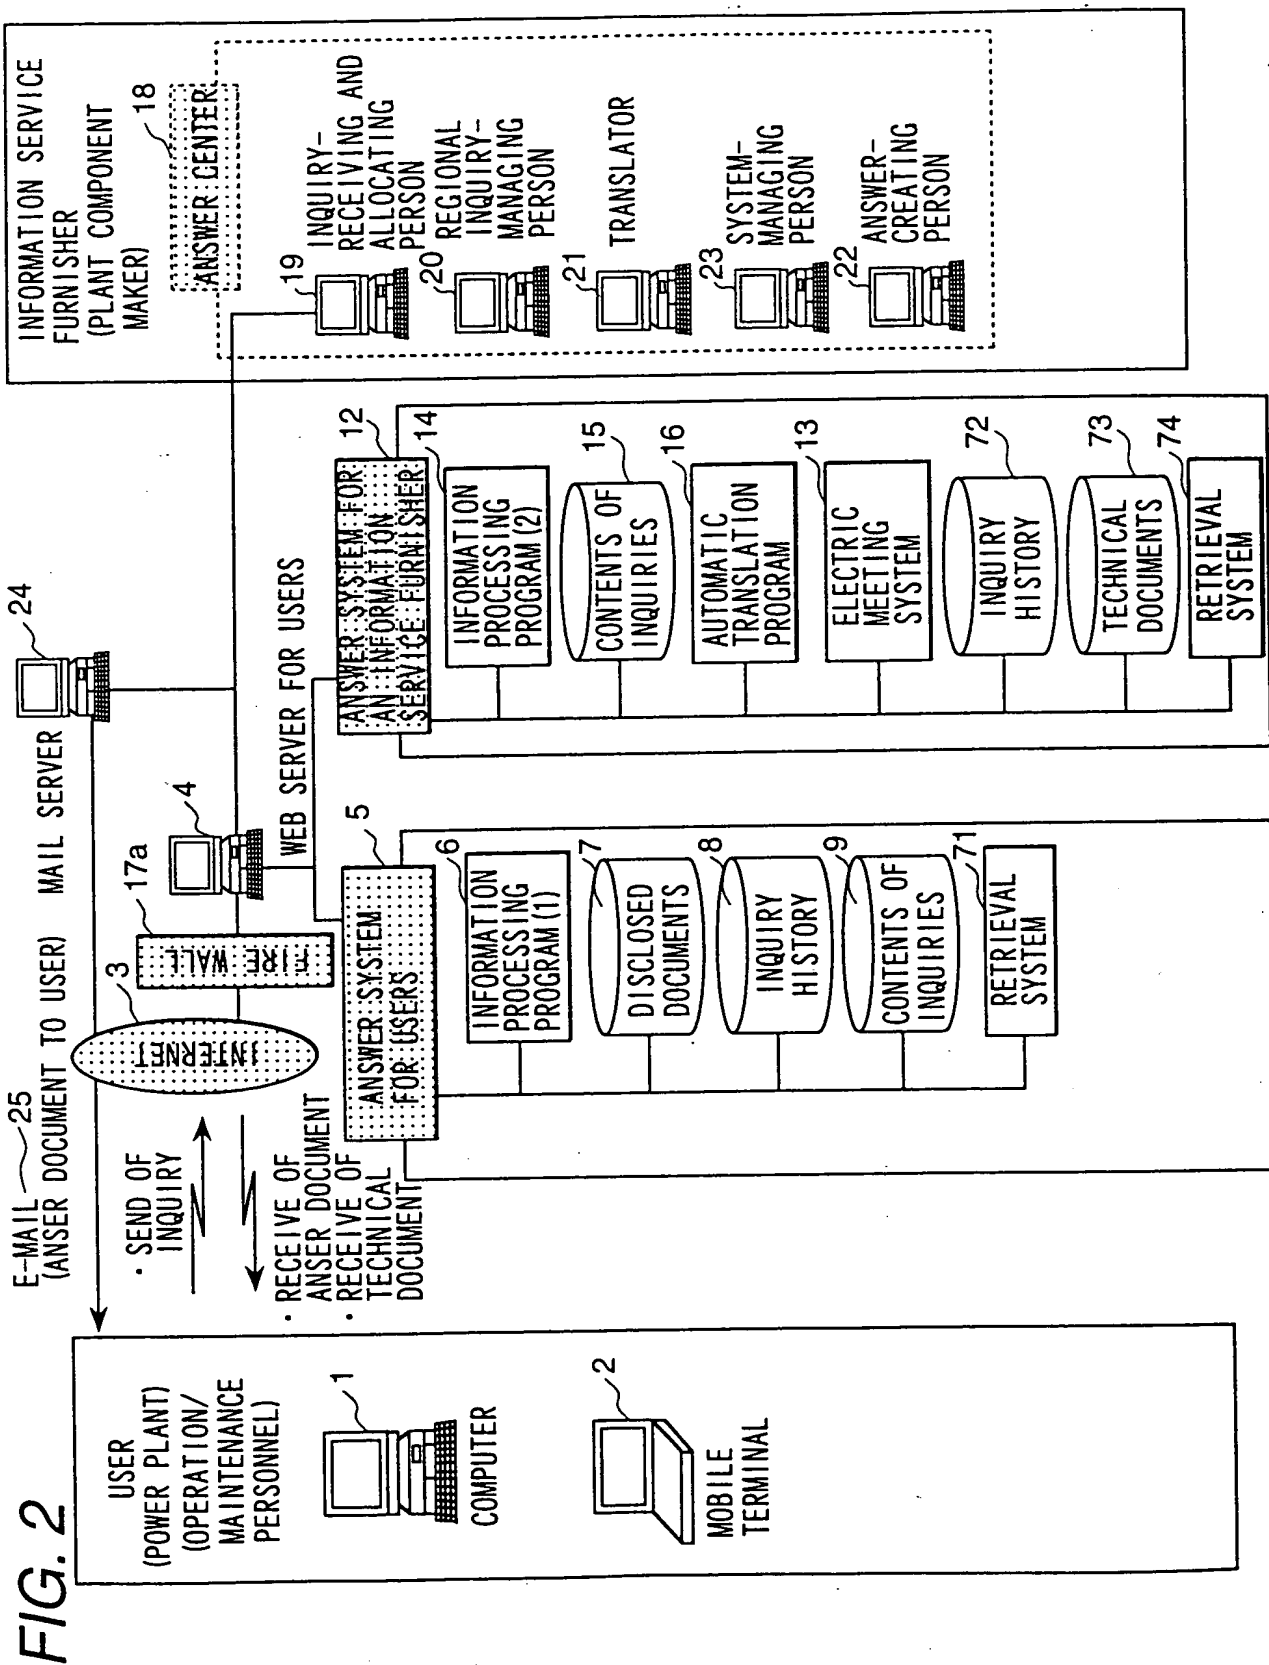 FIG. 2
USER
(POWER PLANT)
(OPERATION/
MAINTENANCE
PERSONNEL)
1
COMPUTER
2
MOBILE
TERMINAL
E-MAIL 25
(ANSER DOCUMENT TO USER)
· SEND OF
INQUIRY
· RECEIVE OF
ANSER DOCUMENT
· RECEIVE OF
TECHNICAL
DOCUMENT
3
INTERNET
17a
FIRE WALL
MAIL SERVER
24
4
WEB SERVER FOR USERS
5
ANSWER SYSTEM
FOR USERS
6
INFORMATION
PROCESSING
PROGRAM (1)
7
DISCLOSED
DOCUMENTS
8
INQUIRY
HISTORY
9
CONTENTS OF
INQUIRIES
71
RETRIEVAL
SYSTEM
12
ANSWER SYSTEM FOR
AN INFORMATION
SERVICE FURNISHER
14
INFORMATION
PROCESSING
PROGRAM (2)
15
CONTENTS OF
INQUIRIES
16
AUTOMATIC
TRANSLATION
PROGRAM
13
ELECTRIC
MEETING
SYSTEM
72
INQUIRY
HISTORY
73
TECHNICAL
DOCUMENTS
74
RETRIEVAL
SYSTEM
INFORMATION SERVICE
FURNISHER
(PLANT COMPONENT
MAKER)
18
ANSWER CENTER
19
INQUIRY-
RECEIVING AND
ALLOCATING
PERSON
20
REGIONAL
INQUIRY-
MANAGING
PERSON
21
TRANSLATOR
23
SYSTEM-
MANAGING
PERSON
22
ANSWER-
CREATING
PERSON